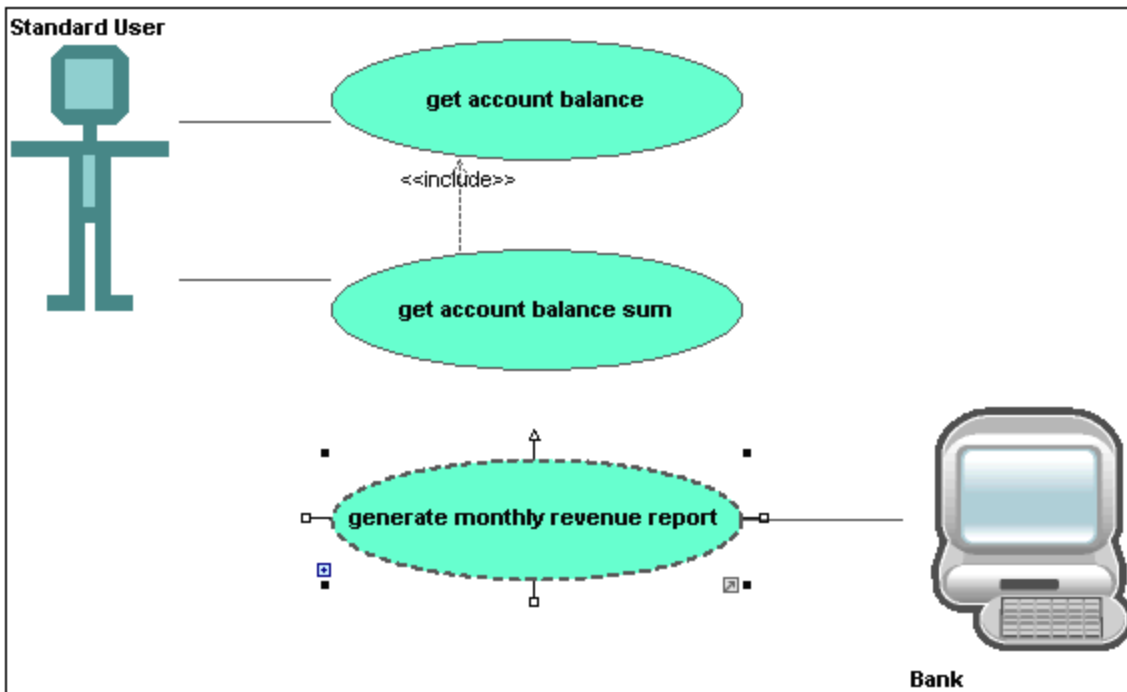 Standard User
get account balance
<<include>>
get account balance sum
generate monthly revenue report
Bank